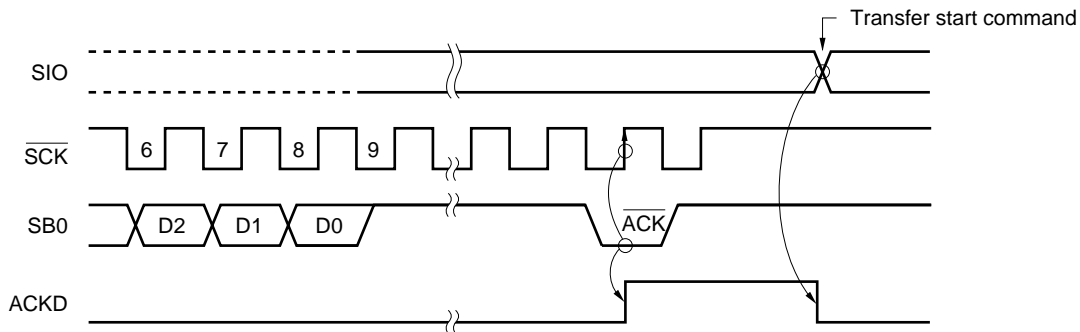 Transfer start command
SIO
SCK
6 7 8 9
SB0
D2 D1 D0
ACK
ACKD